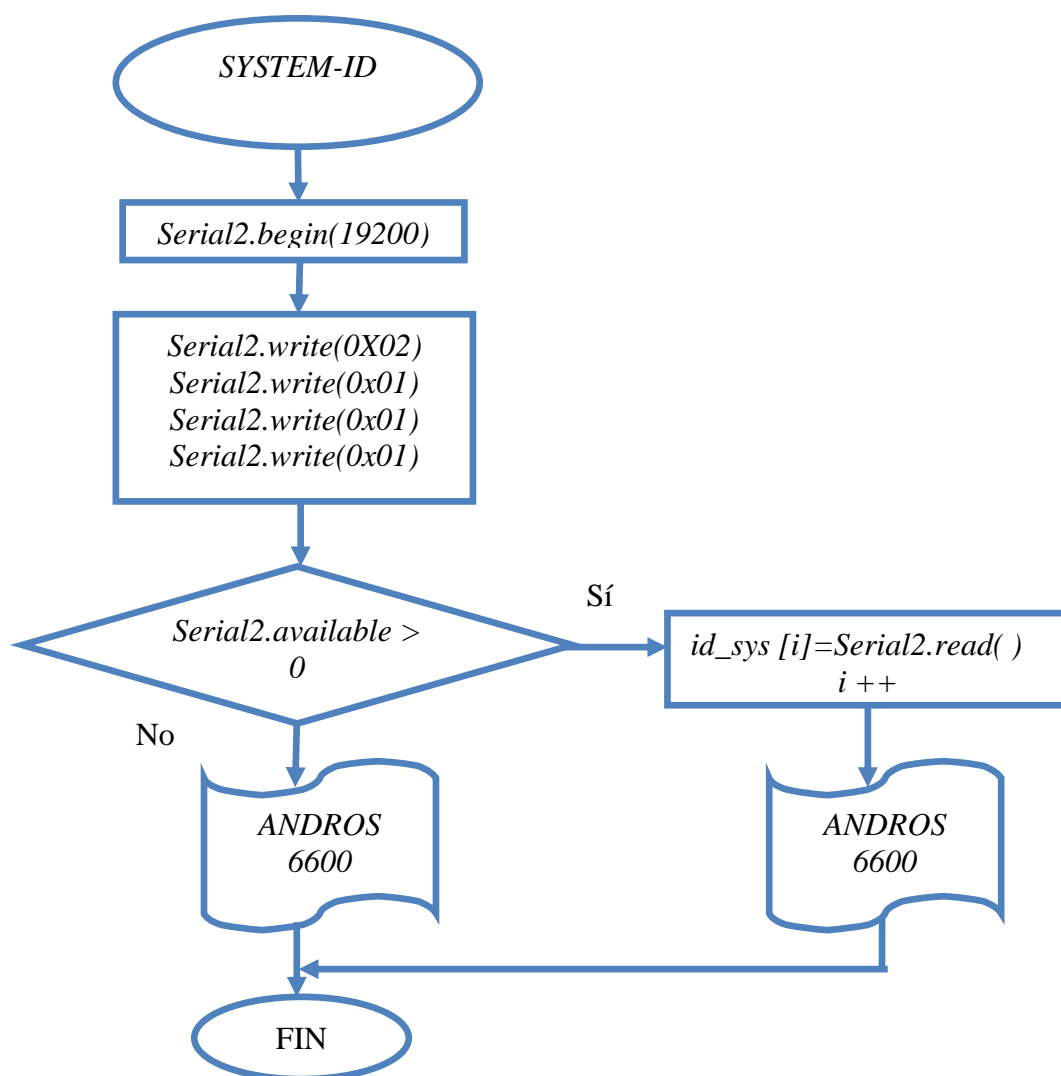 SYSTEM-ID
Serial2.begin(19200)
Serial2.write(0X02)
Serial2.write(0x01)
Serial2.write(0x01)
Serial2.write(0x01)
Serial2.available >
0
Sí
id_sys [i]=Serial2.read( )
i ++
No
ANDROS
6600
ANDROS
6600
FIN